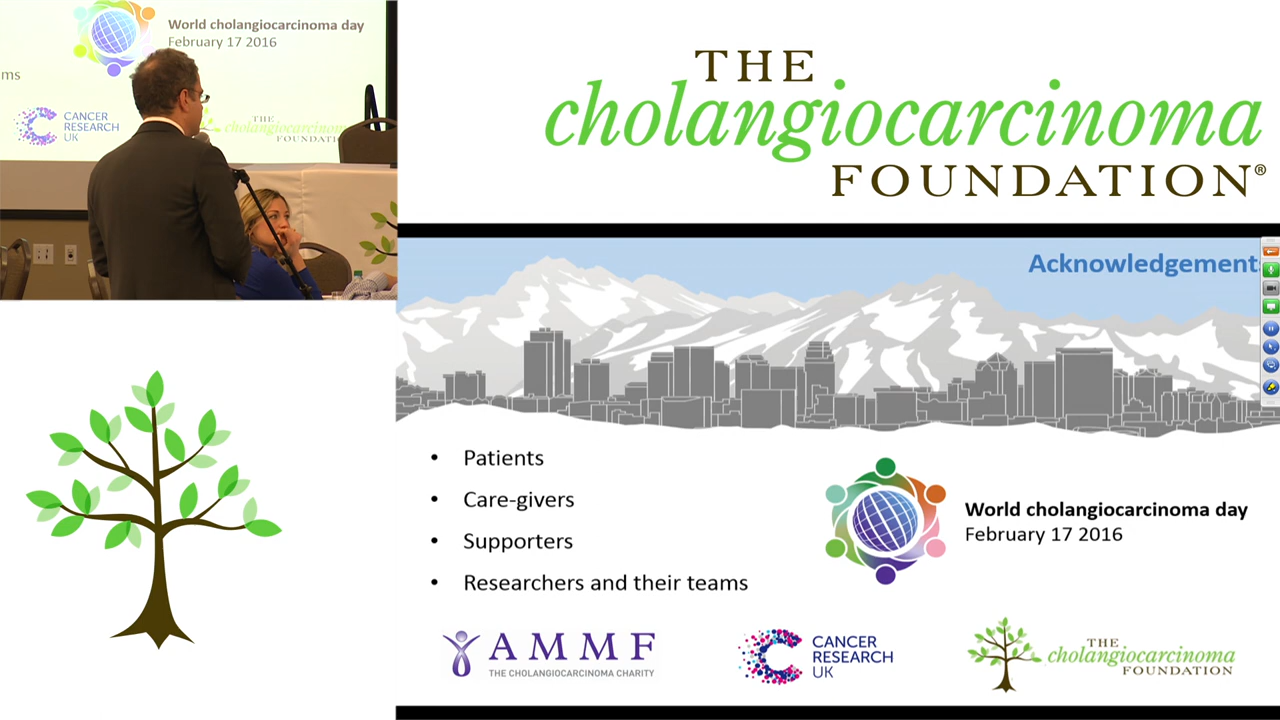 World cholangiocarcinoma day
February 17 2016
ms
CANCER
RESEARCH
UK
THE
cholangiocarcinoma
FOUNDATION
THE
cholangiocarcinoma
FOUNDATION®
Acknowledgement
• Patients
• Care-givers
• Supporters
• Researchers and their teams
World cholangiocarcinoma day
February 17 2016
AMMF
THE CHOLANGIOCARCINOMA CHARITY
CANCER
RESEARCH
UK
THE
cholangiocarcinoma
FOUNDATION